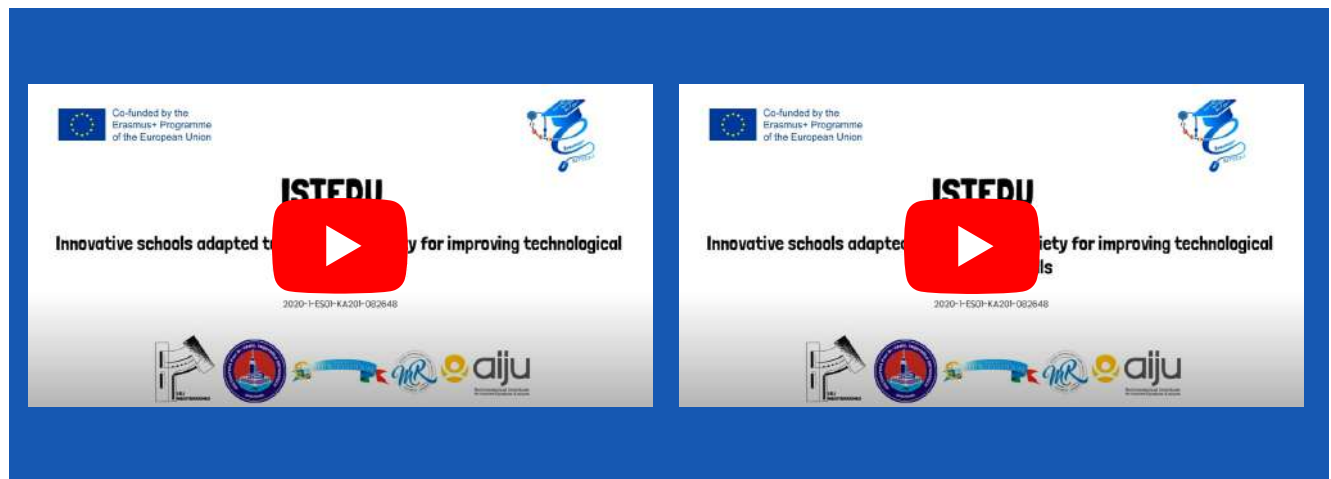 Co-funded by the
Erasmus+ Programme
of the European Union
ISTEDU
Innovative schools adapted t y for improving technological
2020-1-ES01-KA201-082648
MR
aiju
Co-funded by the
Erasmus+ Programme
of the European Union
ISTEDU
Innovative schools adapted iety for improving technological
ls
2020-1-ES01-KA201-082648
MR
aiju